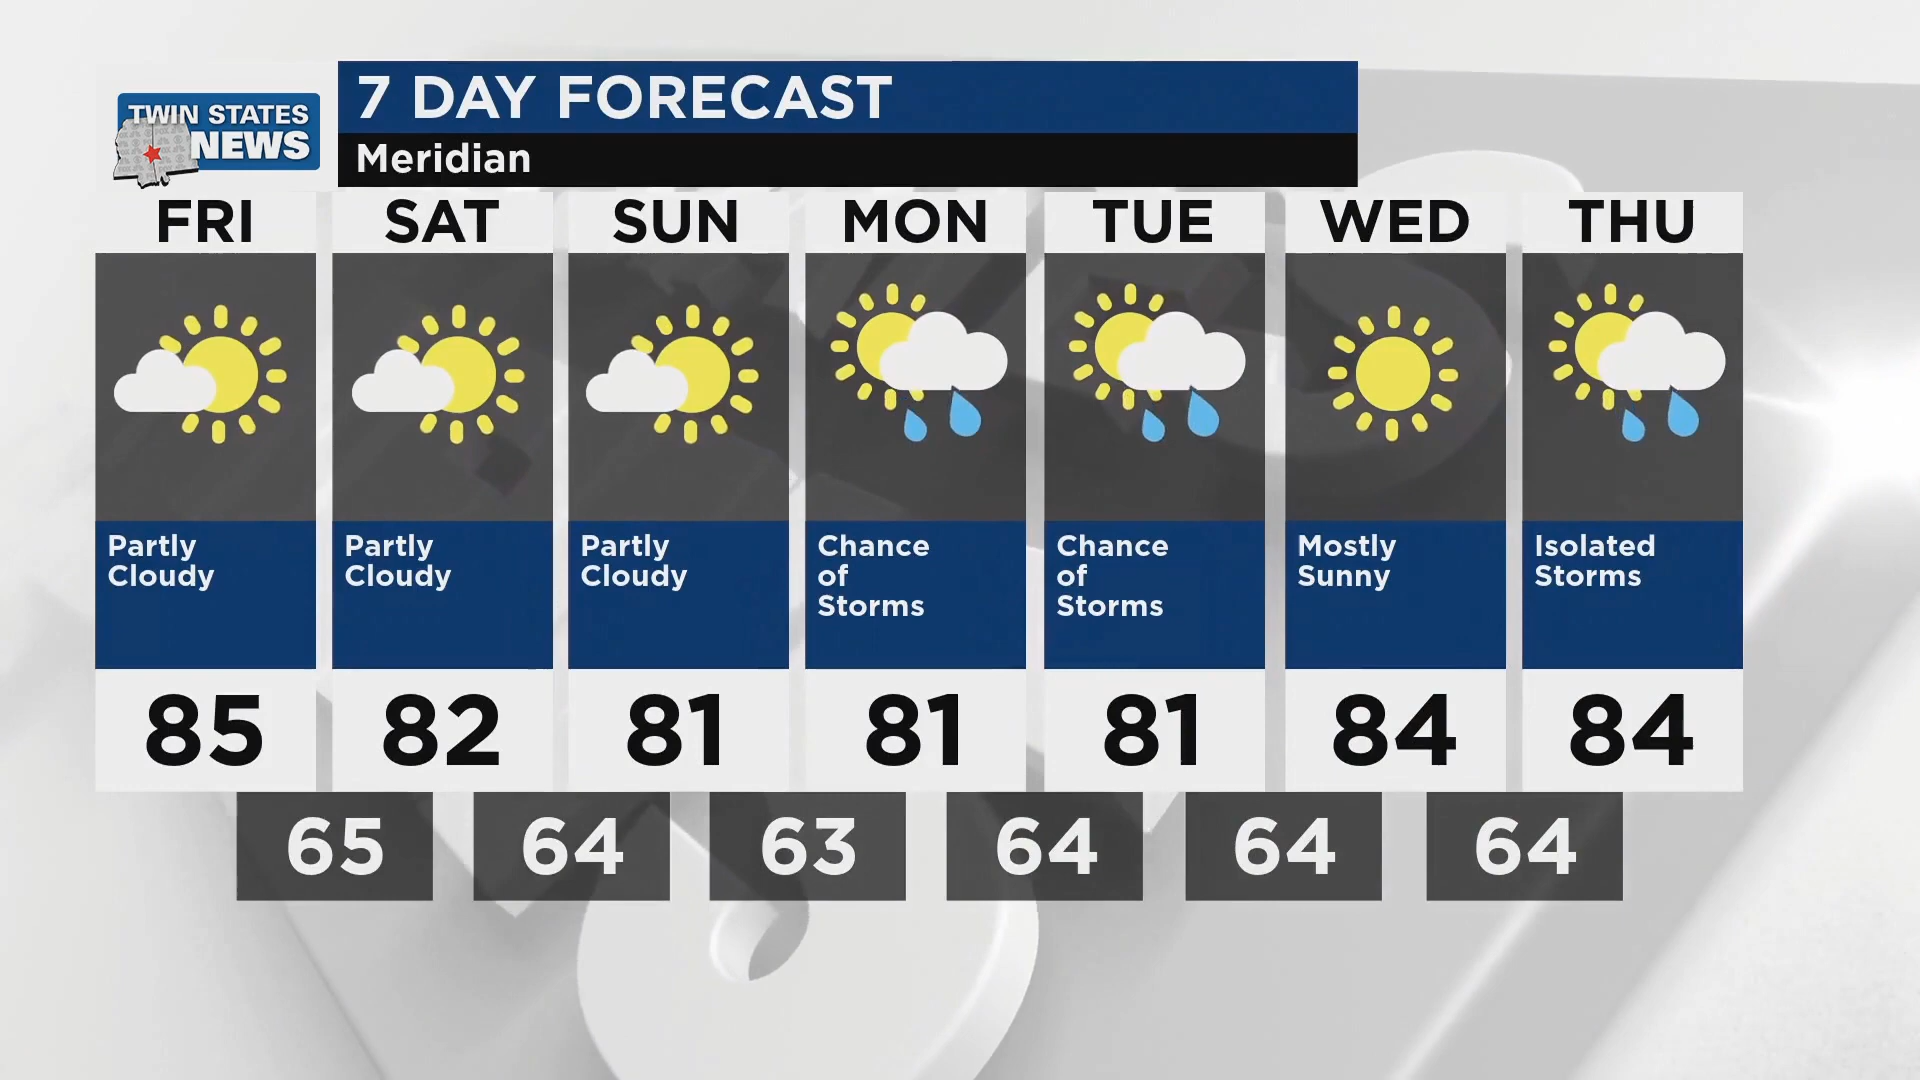 TWIN STATES
NEWS
7 DAY FORECAST
Meridian
FRI
SAT
SUN
MON
TUE
WED
THU
Partly
Cloudy
Partly
Cloudy
Partly
Cloudy
Chance
of
Storms
Chance
of
Storms
Mostly
Sunny
Isolated
Storms
85
82
81
81
81
84
84
65
64
63
64
64
64